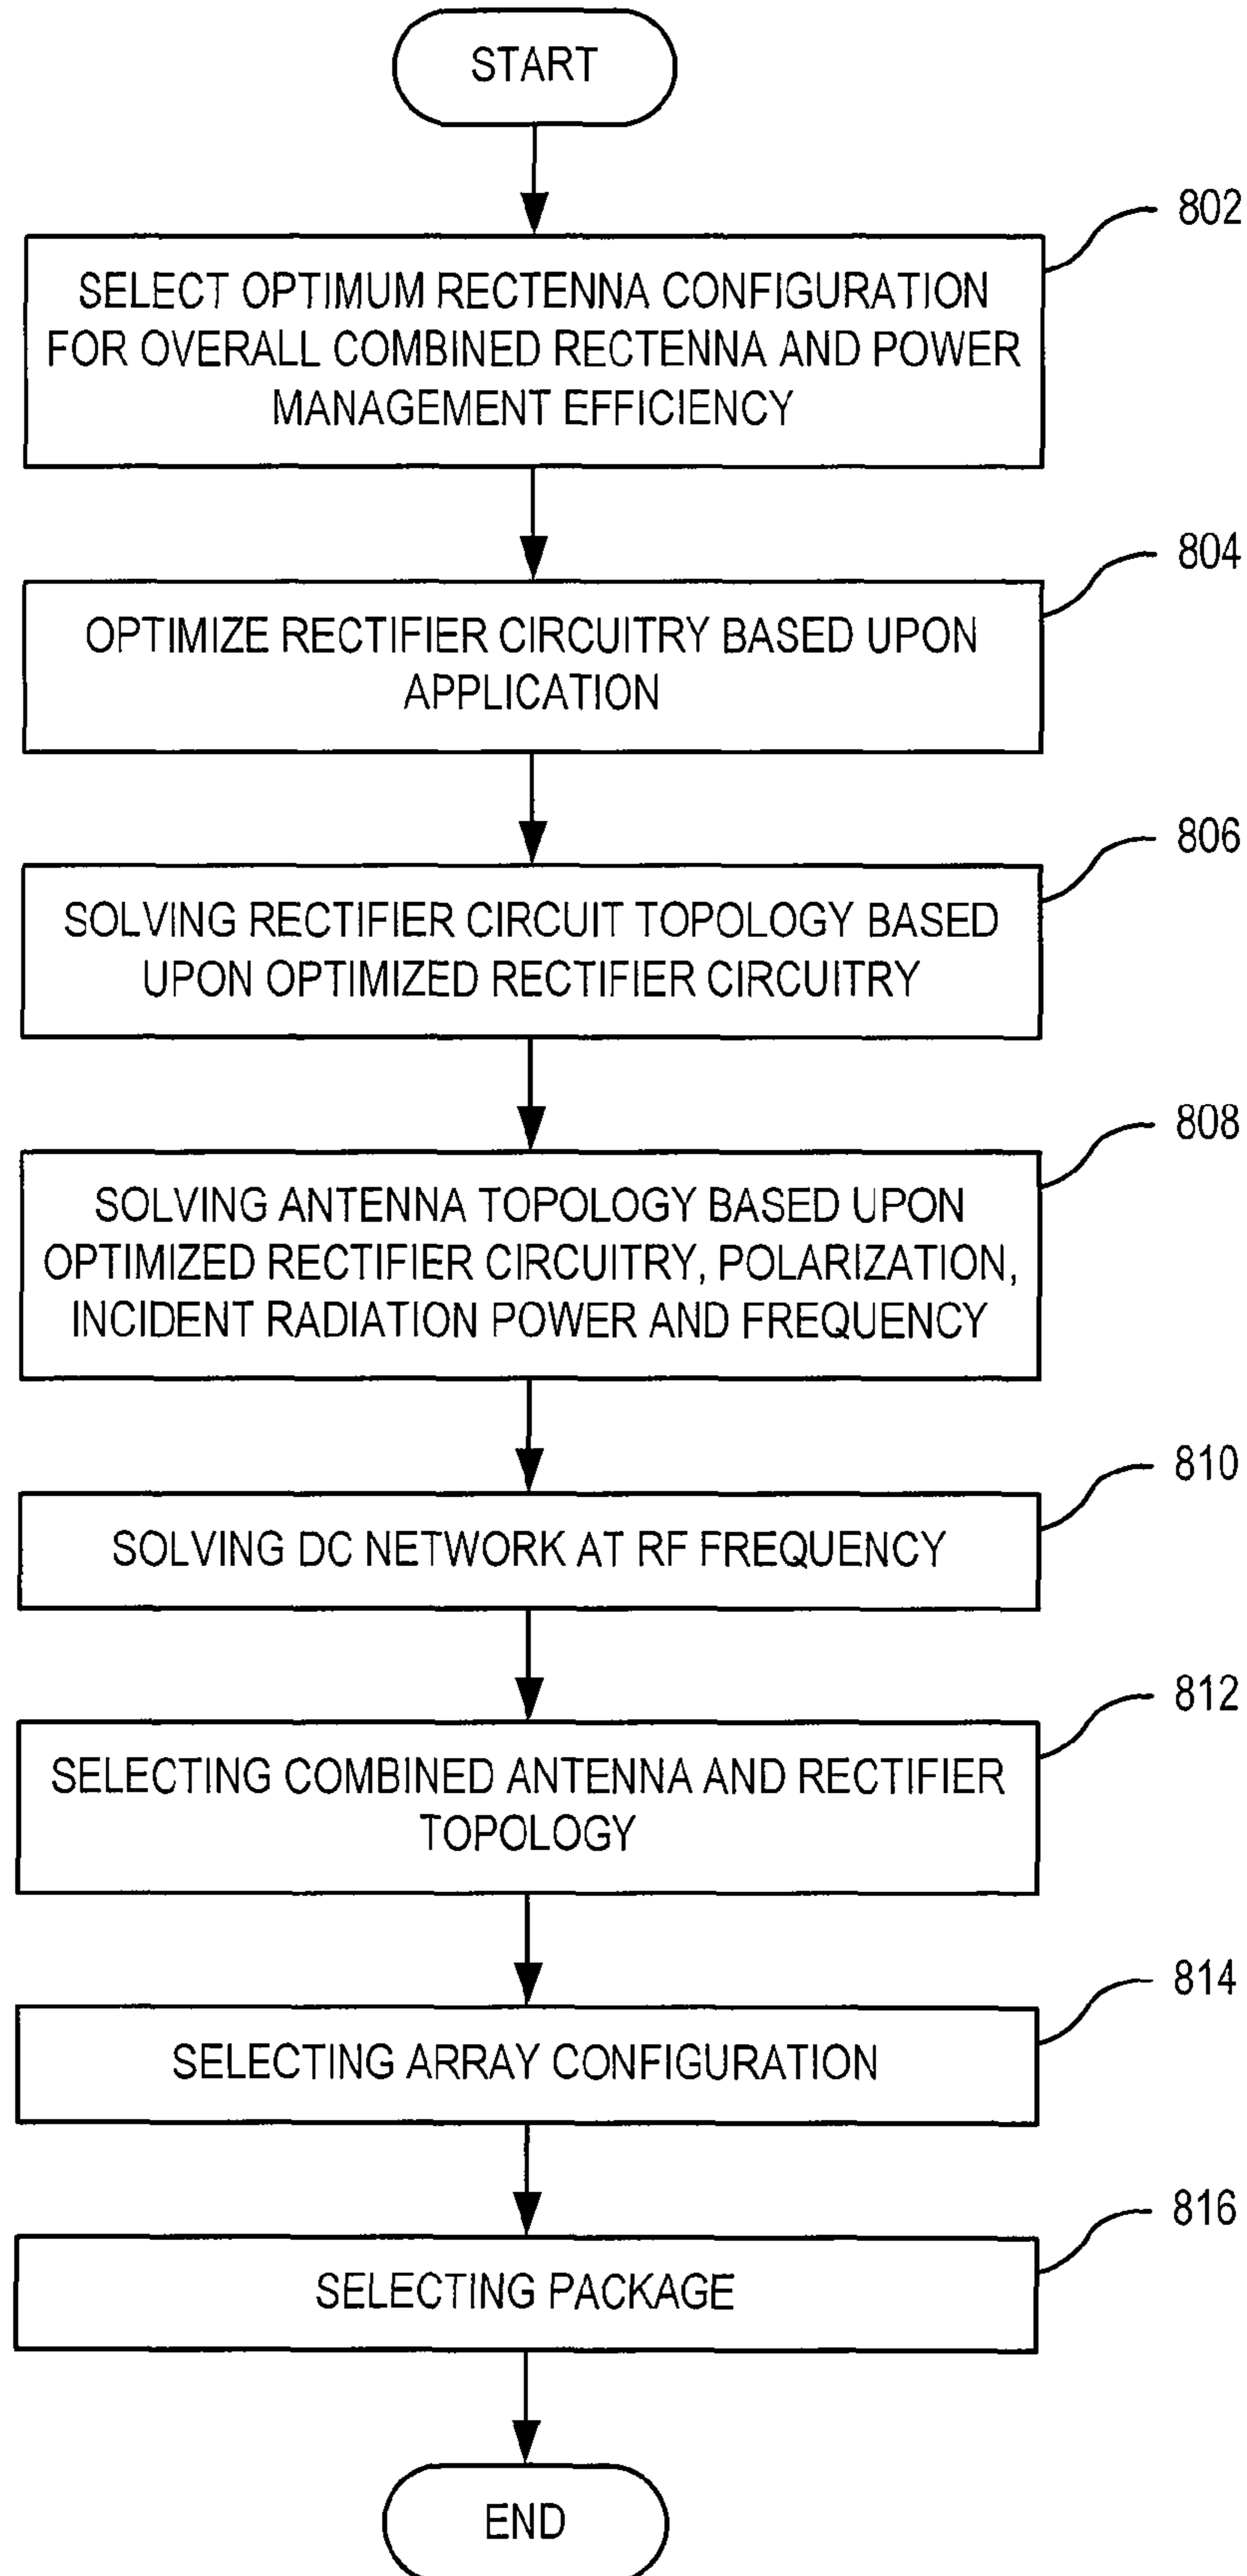 START
802
SELECT OPTIMUM RECTENNA CONFIGURATION
FOR OVERALL COMBINED RECTENNA AND POWER
MANAGEMENT EFFICIENCY
804
OPTIMIZE RECTIFIER CIRCUITRY BASED UPON
APPLICATION
806
SOLVING RECTIFIER CIRCUIT TOPOLOGY BASED
UPON OPTIMIZED RECTIFIER CIRCUITRY
808
SOLVING ANTENNA TOPOLOGY BASED UPON
OPTIMIZED RECTIFIER CIRCUITRY, POLARIZATION,
INCIDENT RADIATION POWER AND FREQUENCY
810
SOLVING DC NETWORK AT RF FREQUENCY
812
SELECTING COMBINED ANTENNA AND RECTIFIER
TOPOLOGY
814
SELECTING ARRAY CONFIGURATION
816
SELECTING PACKAGE
END